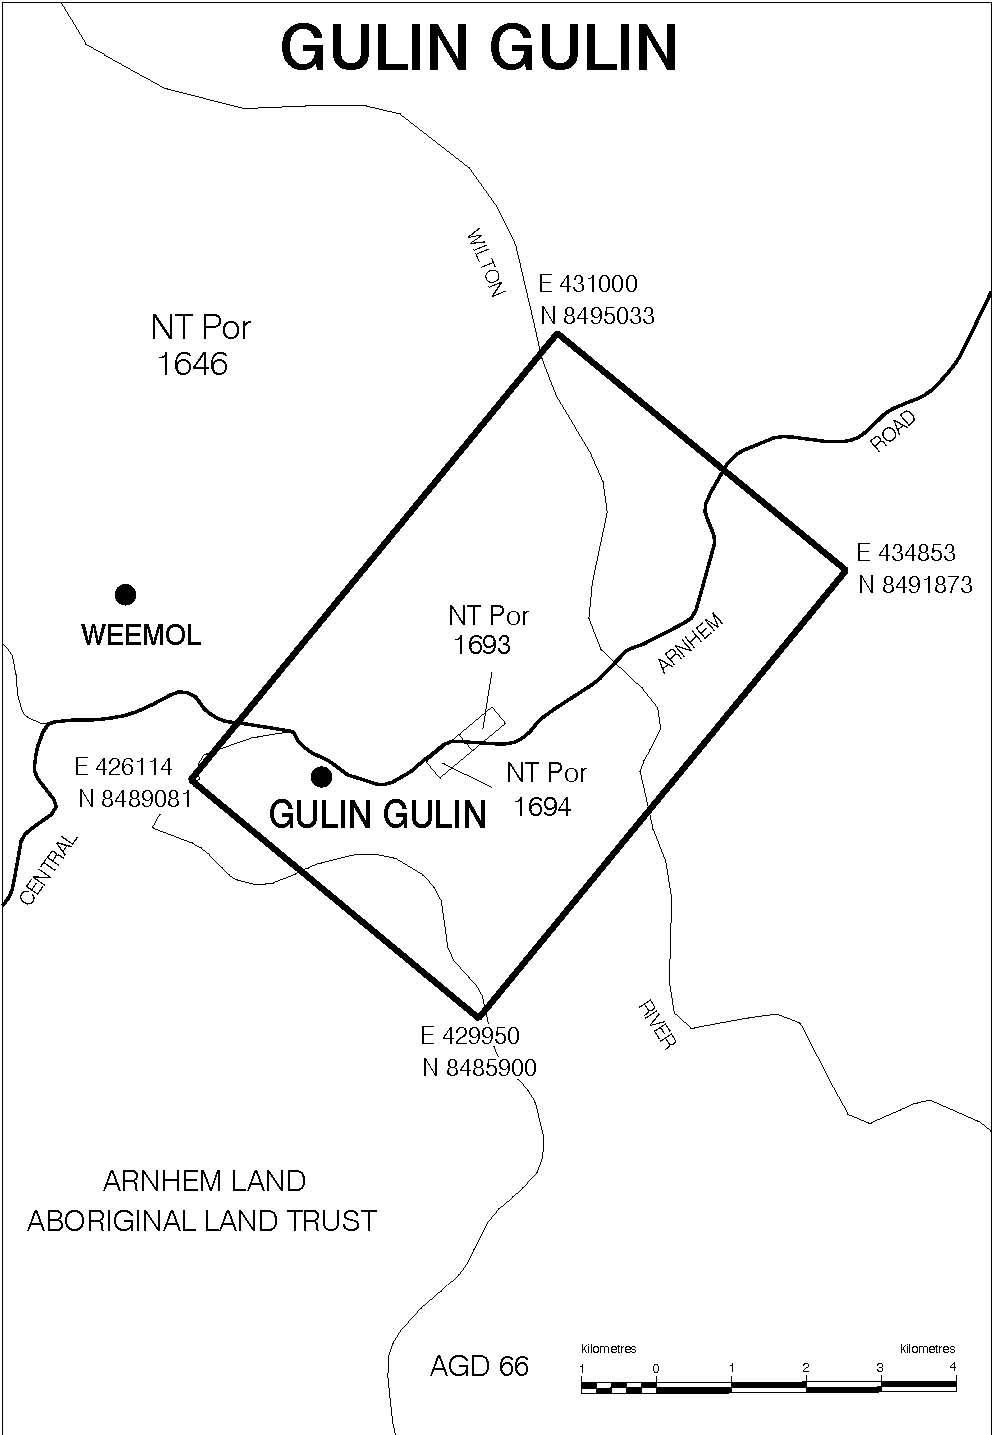 GULIN GULIN
WILTON
E 431000
N 8495033
NT Por
1646
ROAD
E 434853
N 8491873
WEEMOL
NT Por
1693
ARNHEM
E 426114
N 8489081
NT Por
1694
GULIN GULIN
CENTRAL
RIVER
E 429950
N 8485900
ARNHEM LAND
ABORIGINAL LAND TRUST
AGD 66
Kilometres Kilometres
1 0 1 2 3 4